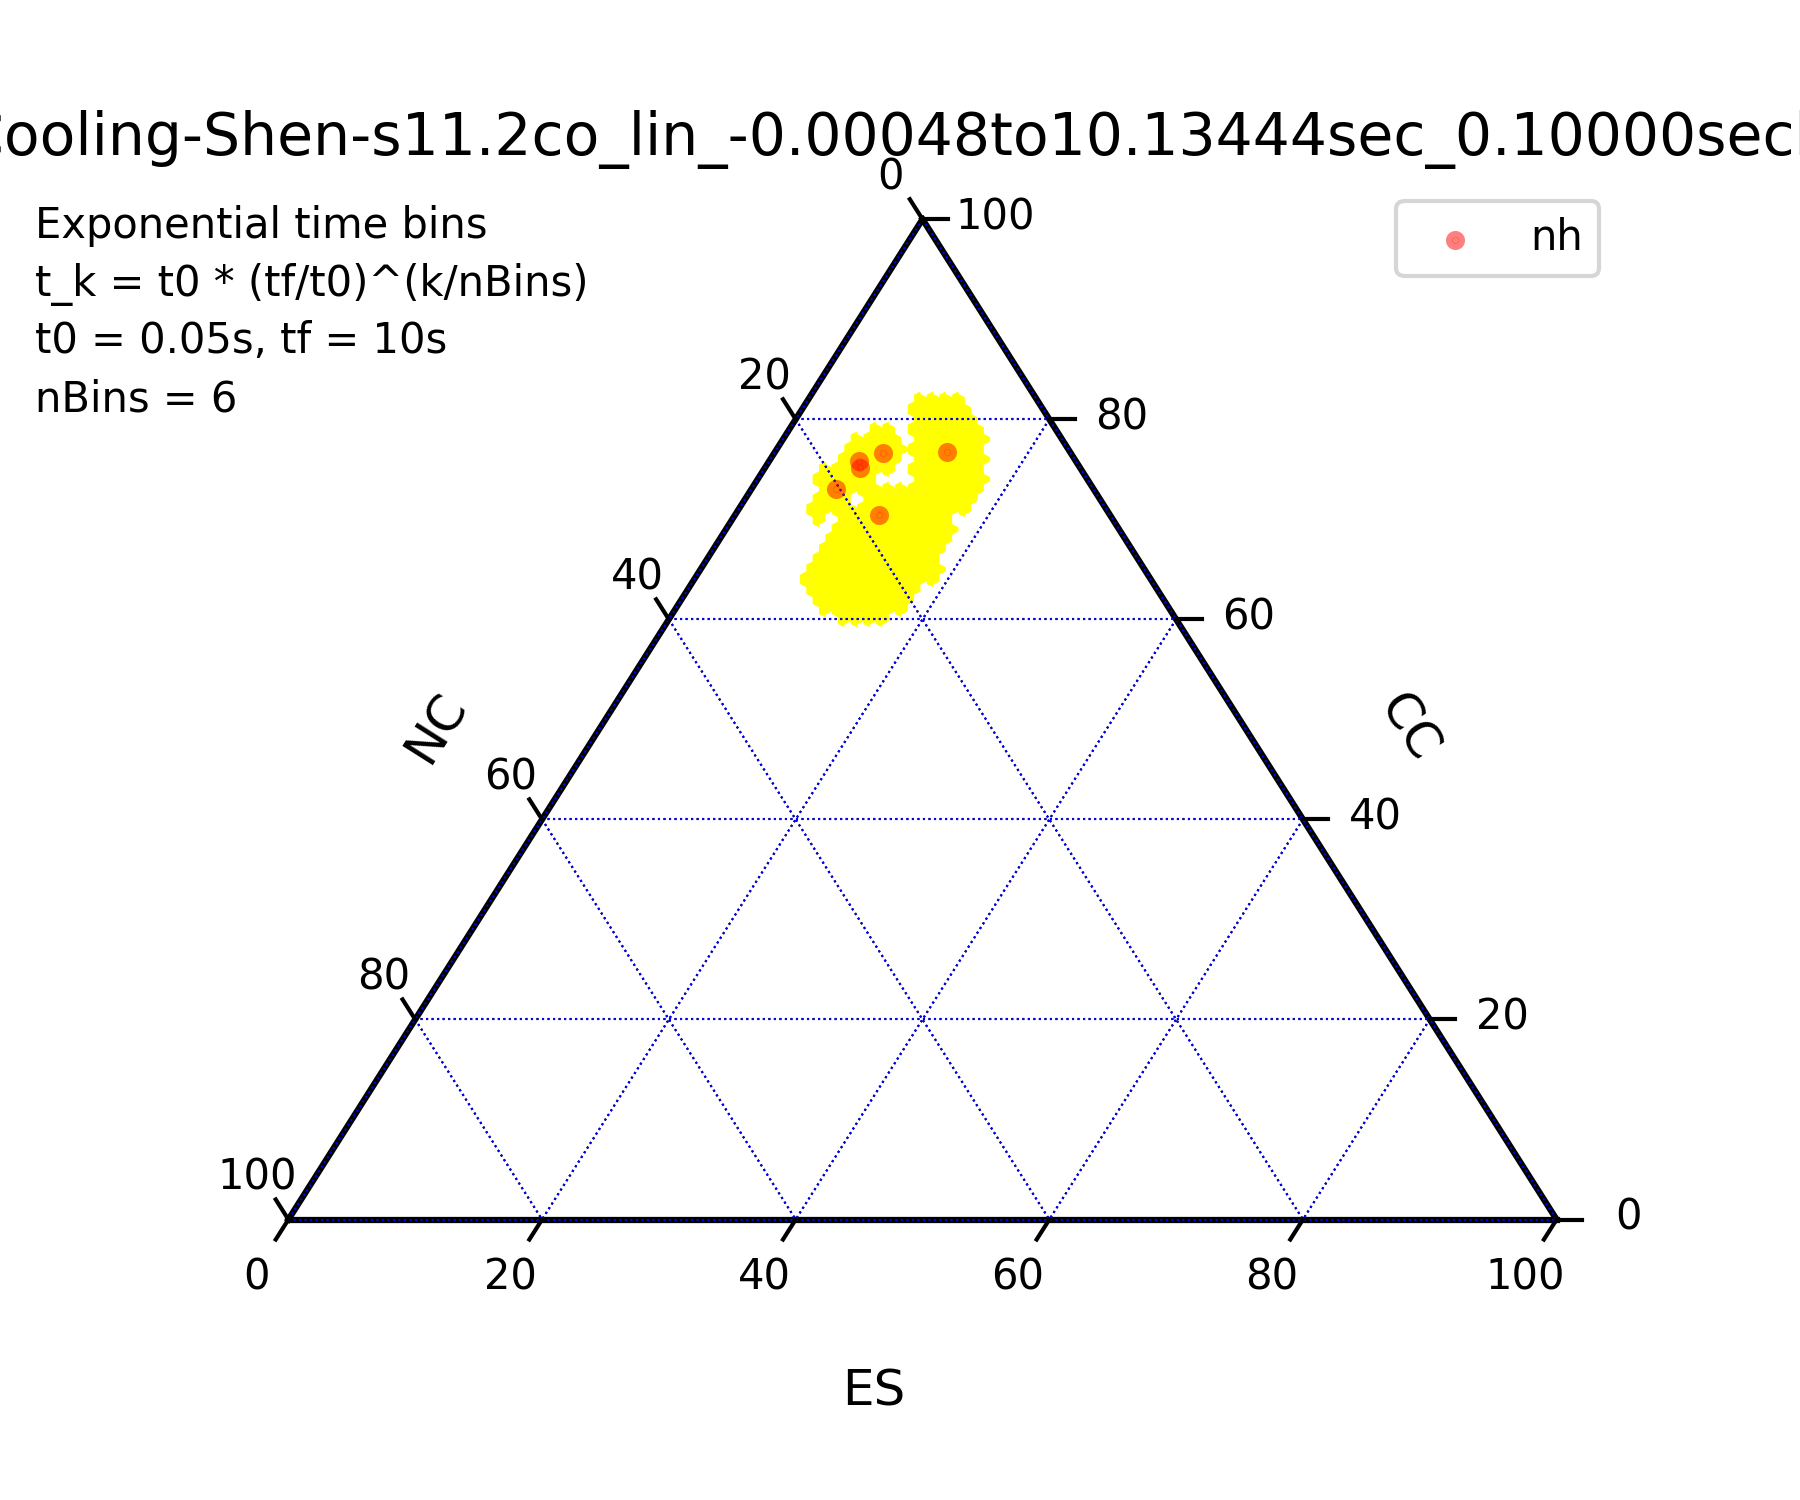 ooling-Shen-s11.2co_lin_-0.00048to10.13444sec_0.10000sec
0
100
Exponential time bins
t_k = t0 * (tf/t0)^(k/nBins)
t0 = 0.05s, tf = 10s
nBins = 6
nh
20
80
40
60
NC
CC
60
40
80
20
100
0
0
20
40
60
80
100
ES